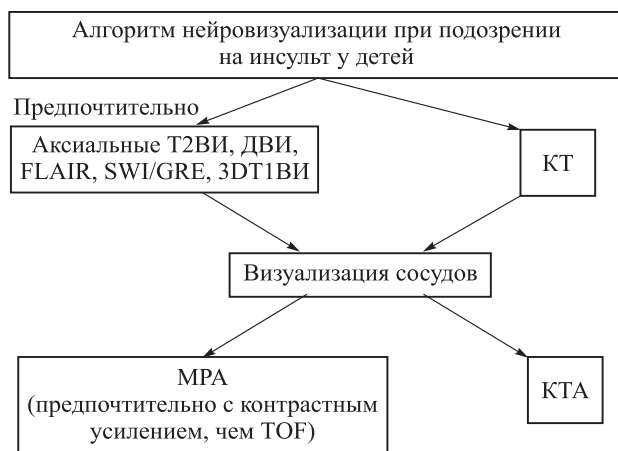 Алгоритм нейровизуализации при подозрении
на инсульт у детей
Предпочтительно
Аксиальные Т2ВИ, ДВИ,
FLAIR, SWI/GRE, 3DT1ВИ
КТ
Визуализация сосудов
МРА
(предпочтительно с контрастным
усилением, чем TOF)
КТА